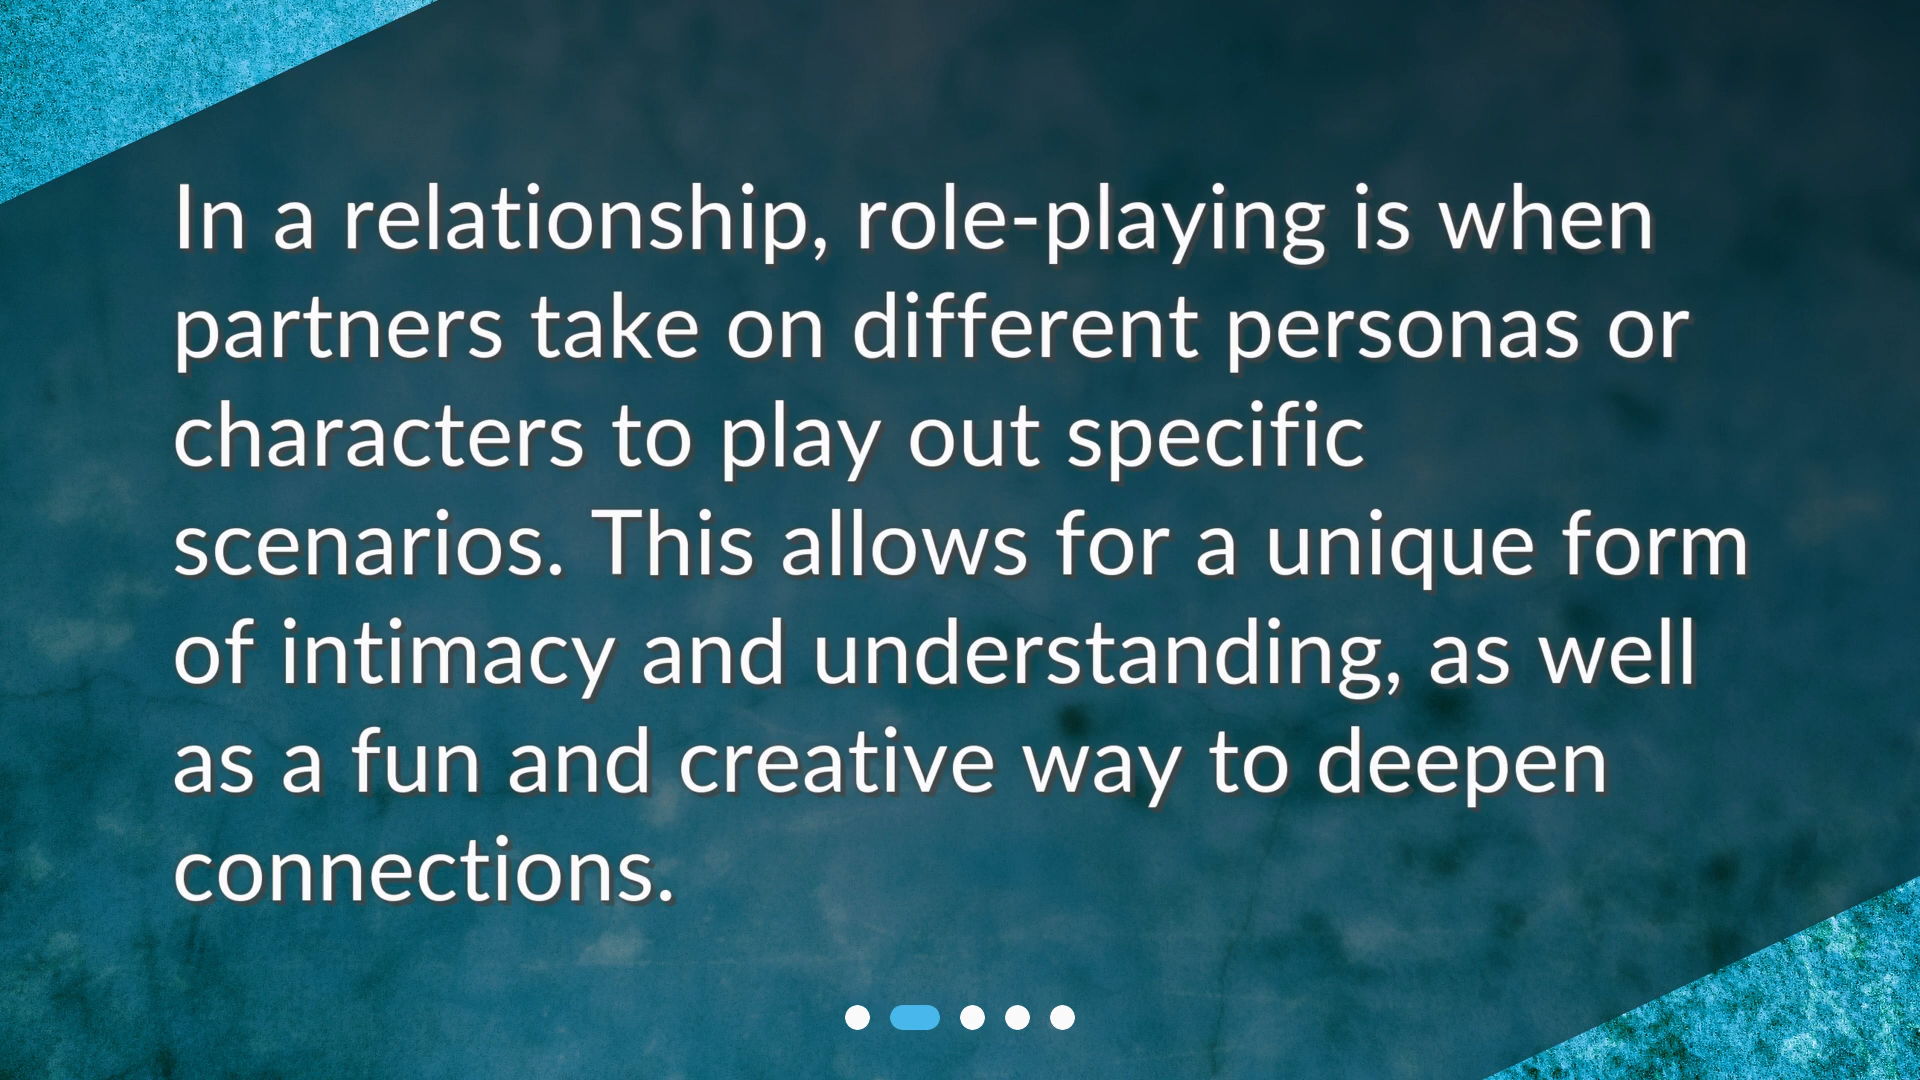 In a relationship, role-playing is when
partners take on different personas or
characters to play out specific
scenarios. This allows for a unique form
of intimacy and understanding, as well
as a fun and creative way to deepen
connections.